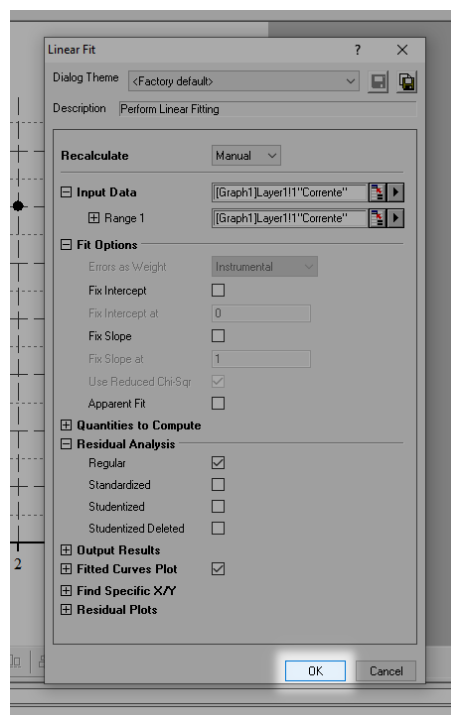 Linear Fit ? ×
Dialog Theme <Factory default>
Description Perform Linear Fitting
Recalculate Manual
Input Data [Graph1]Layer1!1"Corrente"
Range 1 [Graph1]Layer1!1"Corrente"
Fit Options
Errors as Weight Instrumental
Fix Intercept
Fix Intercept at 0
Fix Slope
Fix Slope at 1
Use Reduced Chi-Sqr
Apparent Fit
Quantities to Compute
Residual Analysis
Regular
Standardized
Studentized
Studentized Deleted
Output Results
2
Fitted Curves Plot
Find Specific X/Y
Residual Plots
OK Cancel